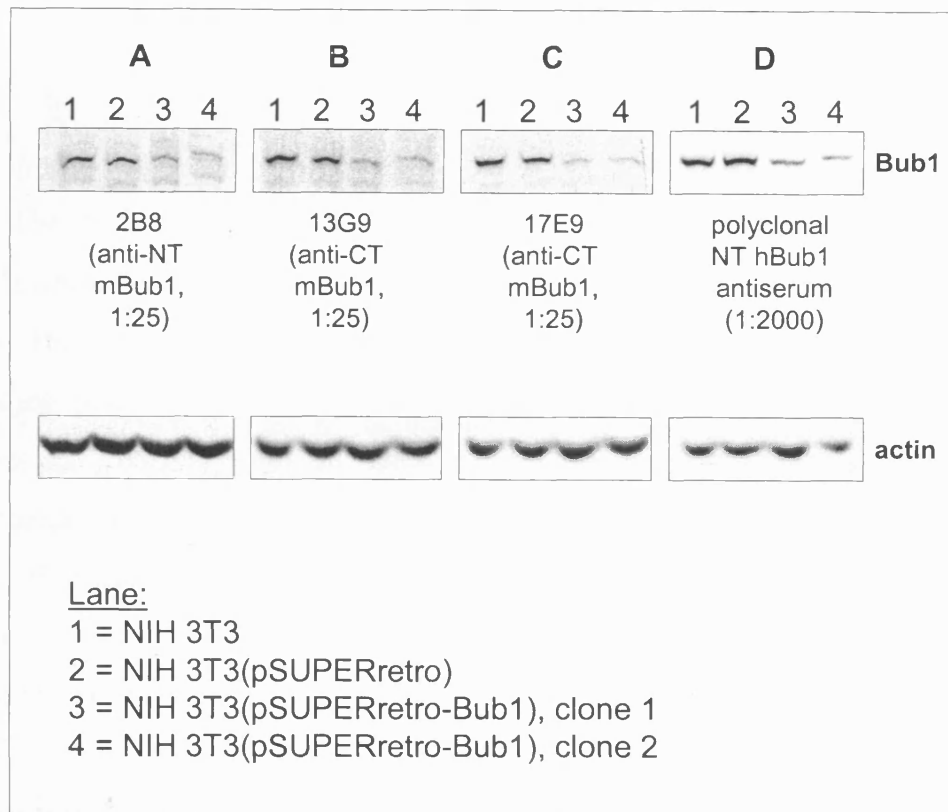 A B C D
1 2 3 4 1 2 3 4 1 2 3 4 1 2 3 4
Bub1
2B8
(anti-NT
mBub1,
1:25)
13G9
(anti-CT
mBub1,
1:25)
17E9
(anti-CT
mBub1,
1:25)
polyclonal
NT hBub1
antiserum
(1:2000)
actin
Lane:
1 = NIH 3T3
2 = NIH 3T3(pSUPERretro)
3 = NIH 3T3(pSUPERretro-Bub1), clone 1
4 = NIH 3T3(pSUPERretro-Bub1), clone 2